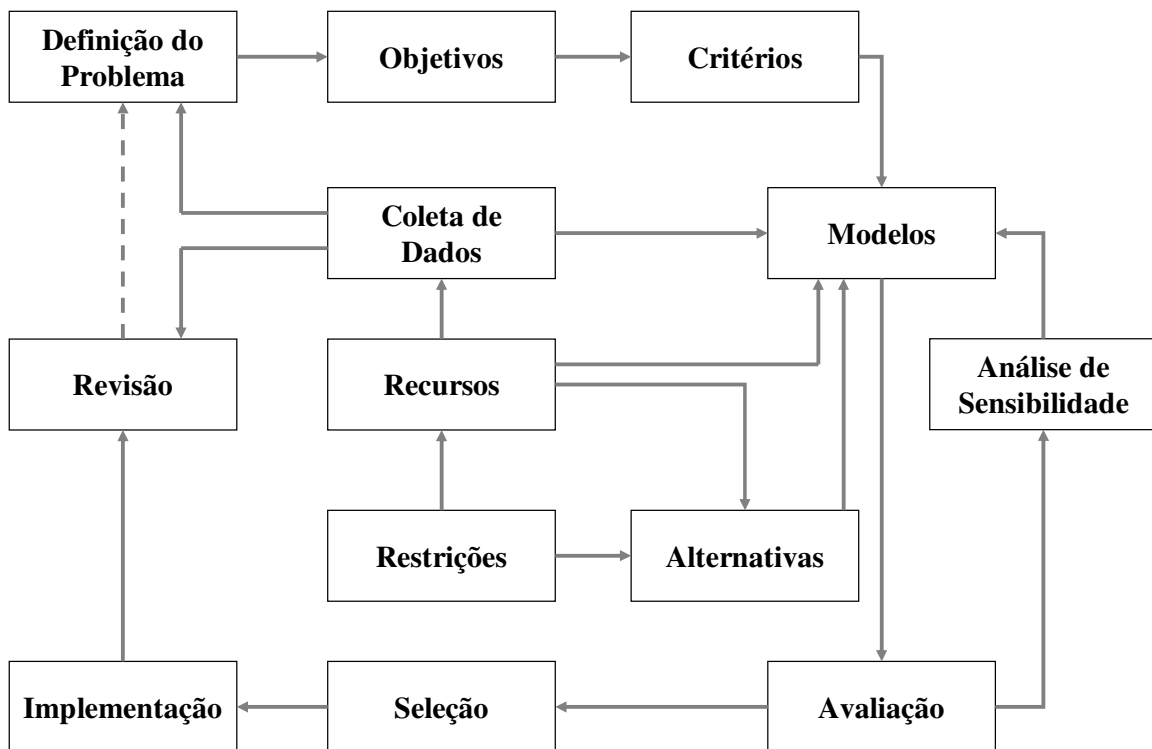 Definição do
Problema
Objetivos
Critérios
Coleta de
Dados
Modelos
Revisão
Recursos
Análise de
Sensibilidade
Restrições
Alternativas
Implementação
Seleção
Avaliação